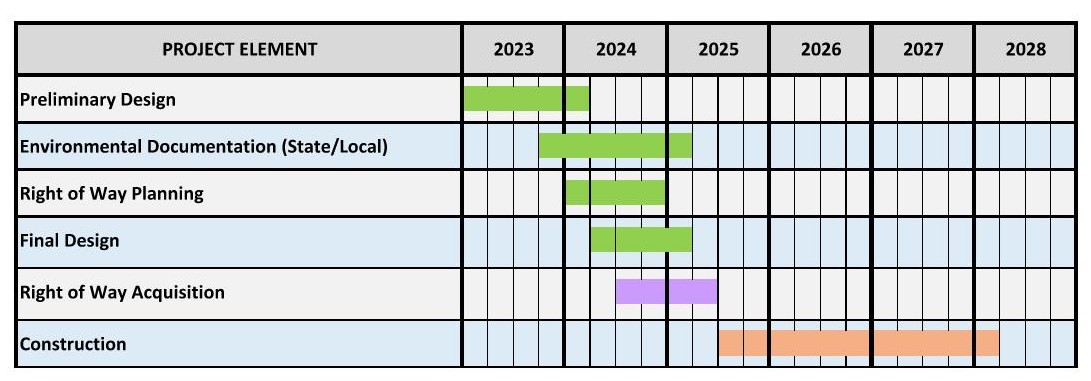 PROJECT ELEMENT 2023 2024 2025 2026 2027 2028
Preliminary Design
Environmental Documentation (State/Local)
Right of Way Planning
Final Design
Right of Way Acquisition
Construction